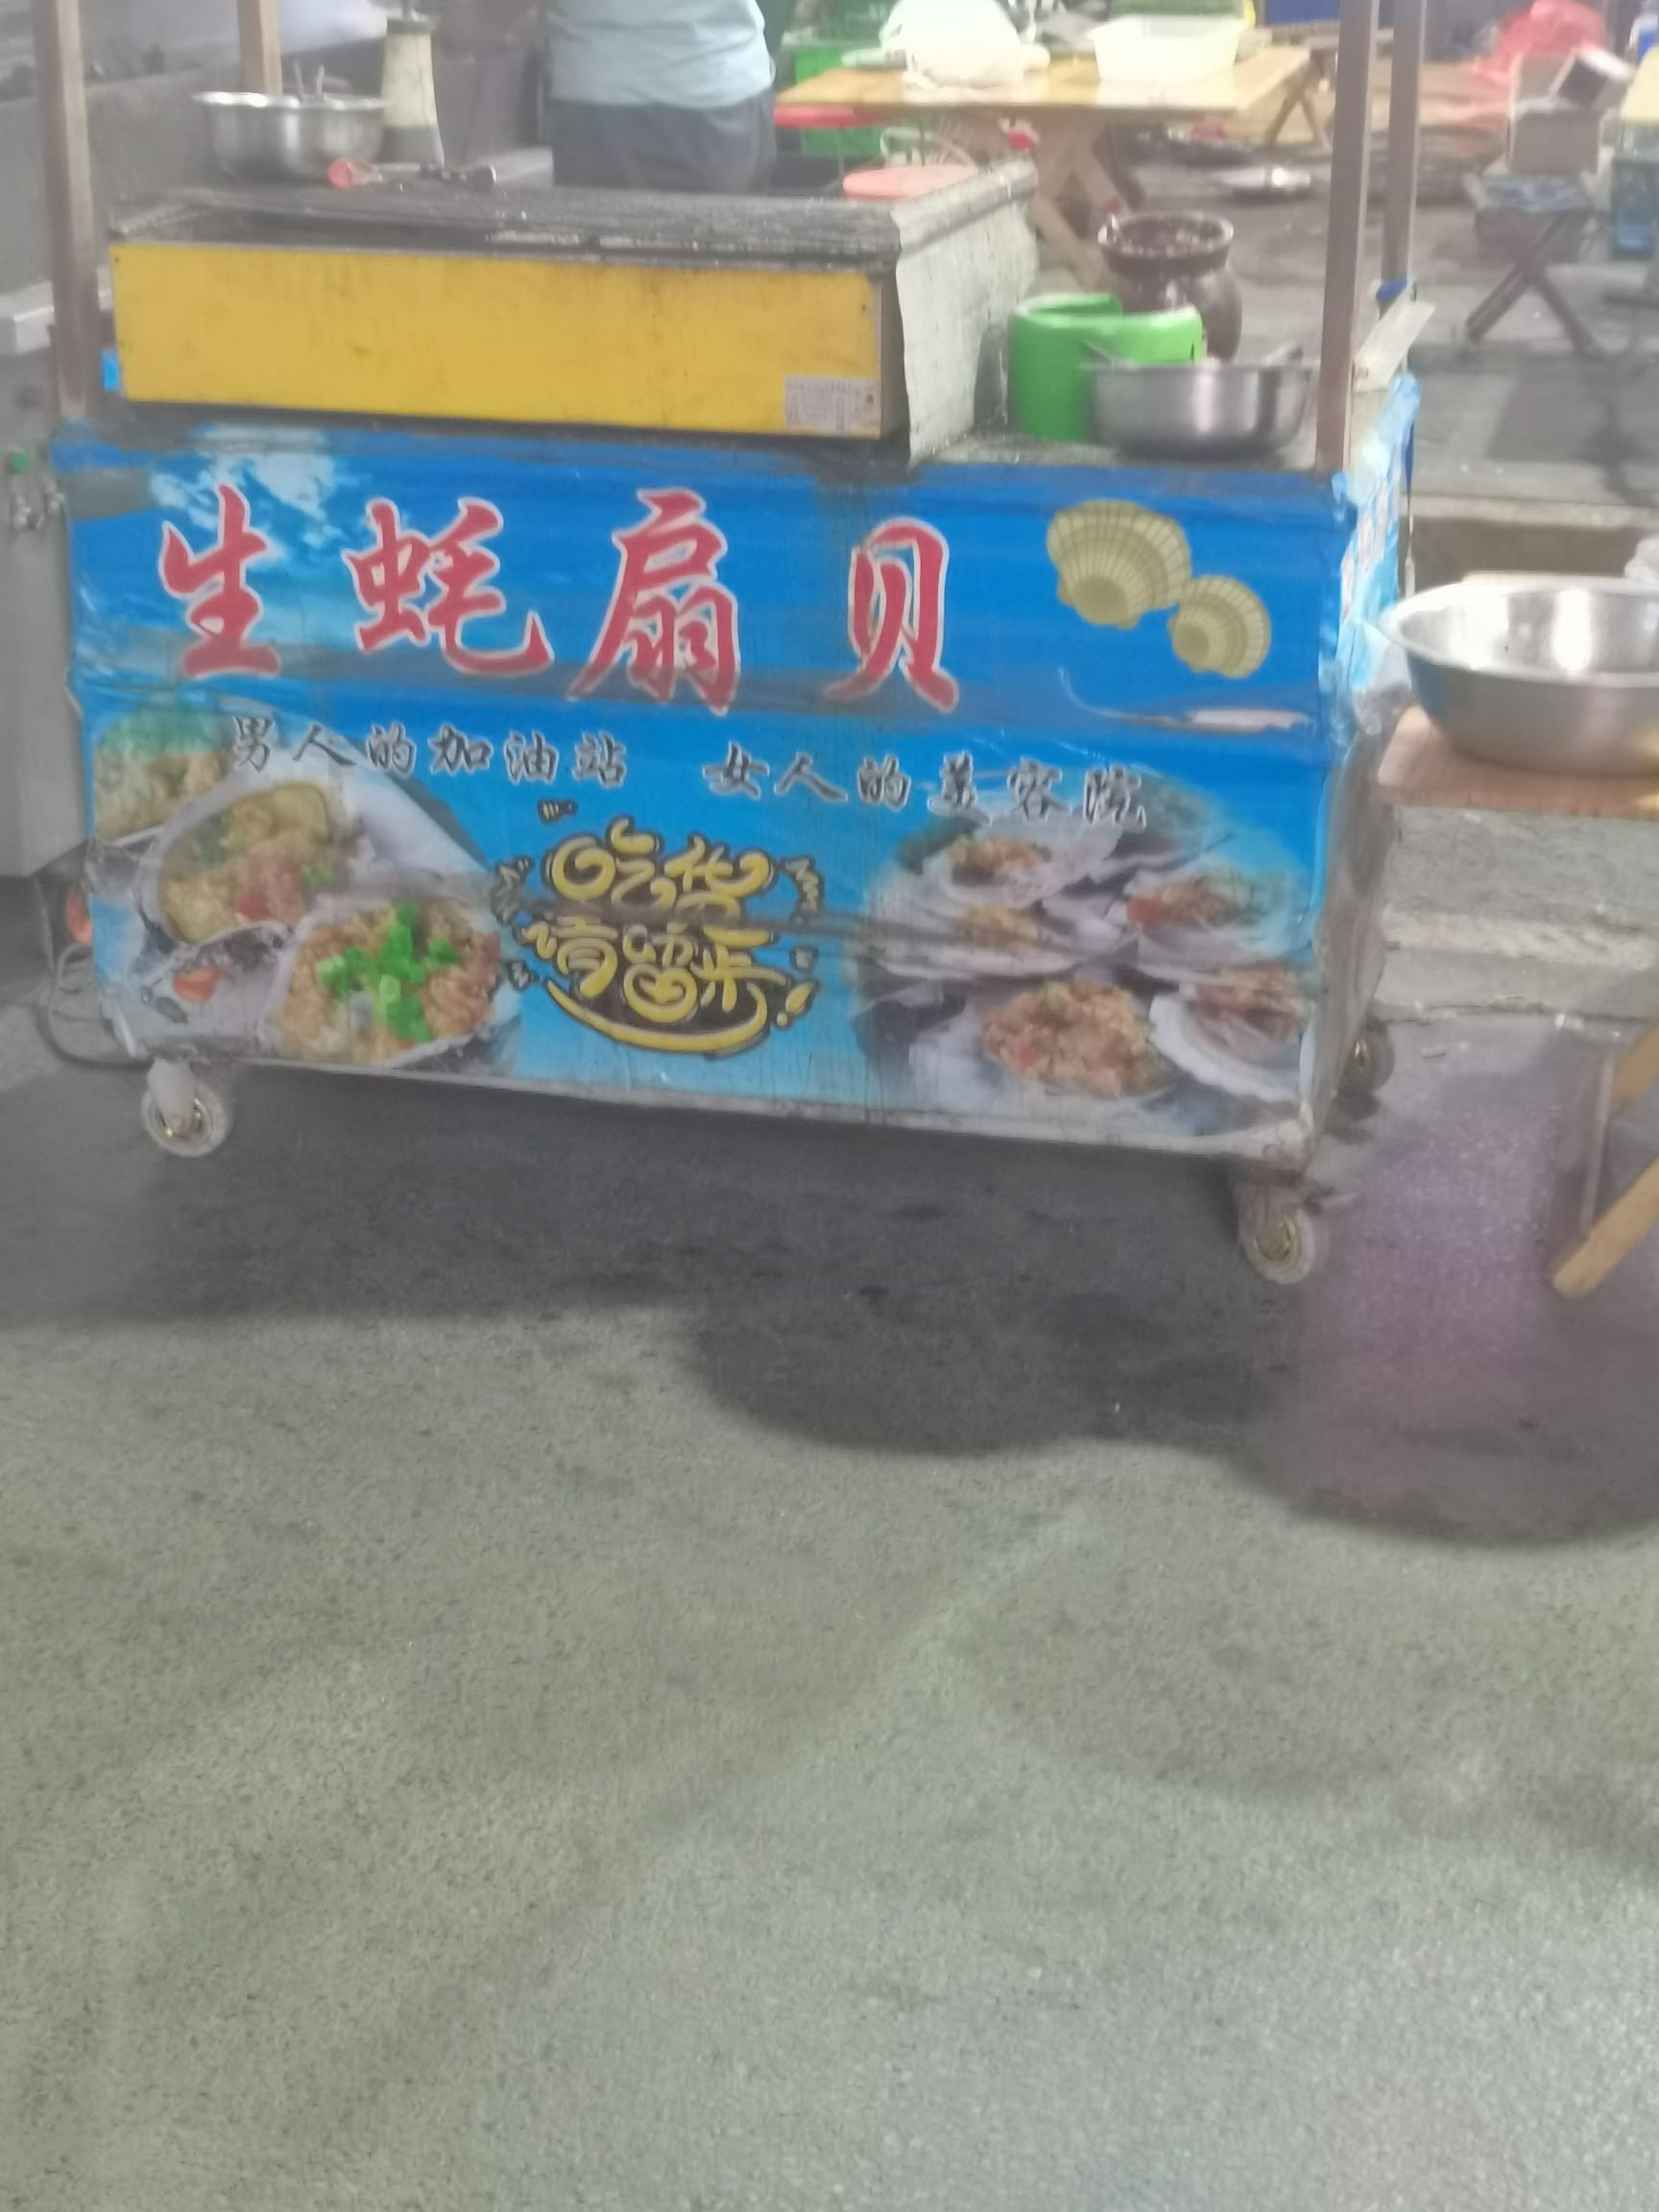 生蚝扇贝
男人的加油站 女人的美容院
吃货
请留步